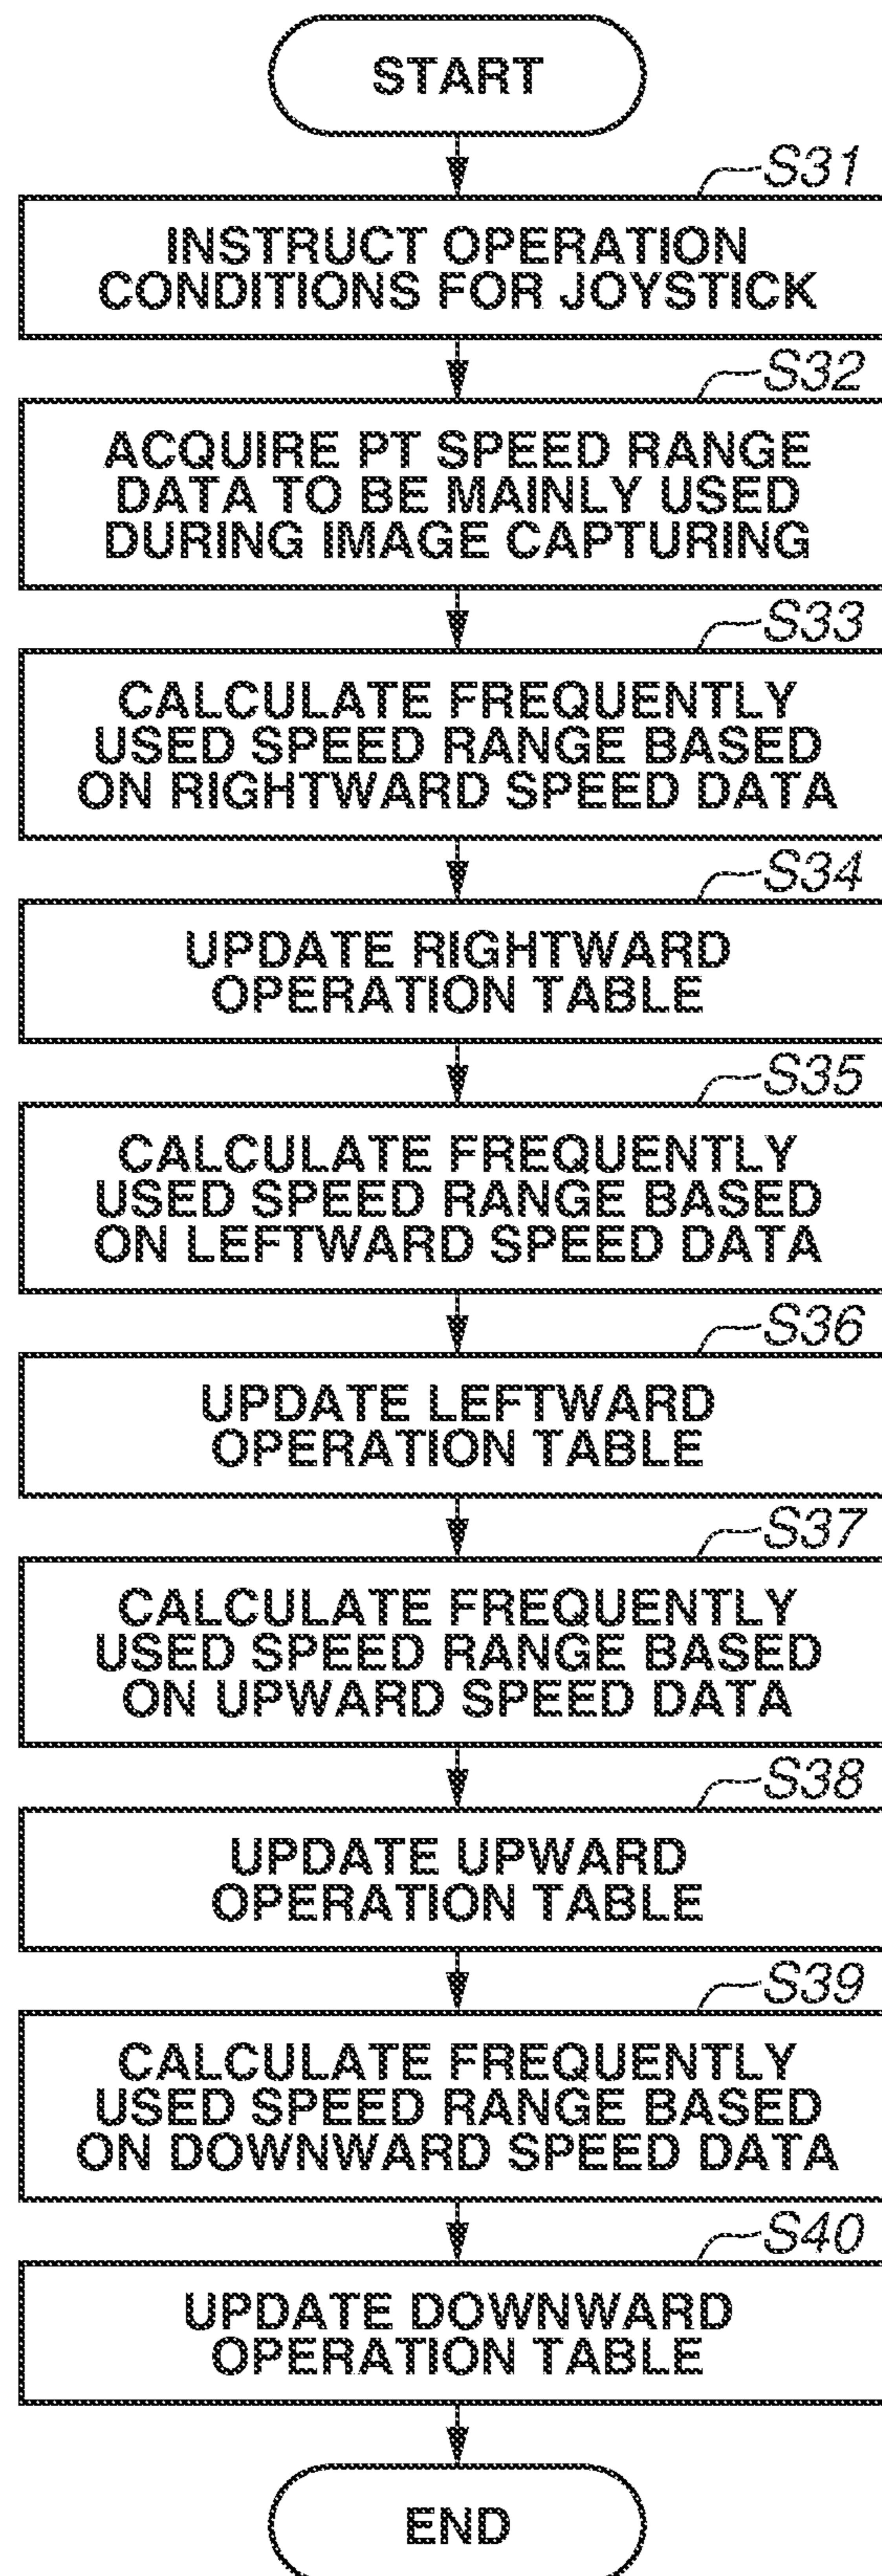 START
S31
INSTRUCT OPERATION
CONDITIONS FOR JOYSTICK
S32
ACQUIRE PT SPEED RANGE
DATA TO BE MAINLY USED
DURING IMAGE CAPTURING
S33
CALCULATE FREQUENTLY
USED SPEED RANGE BASED
ON RIGHTWARD SPEED DATA
S34
UPDATE RIGHTWARD
OPERATION TABLE
S35
CALCULATE FREQUENTLY
USED SPEED RANGE BASED
ON LEFTWARD SPEED DATA
S36
UPDATE LEFTWARD
OPERATION TABLE
S37
CALCULATE FREQUENTLY
USED SPEED RANGE BASED
ON UPWARD SPEED DATA
S38
UPDATE UPWARD
OPERATION TABLE
S39
CALCULATE FREQUENTLY
USED SPEED RANGE BASED
ON DOWNWARD SPEED DATA
S40
UPDATE DOWNWARD
OPERATION TABLE
END